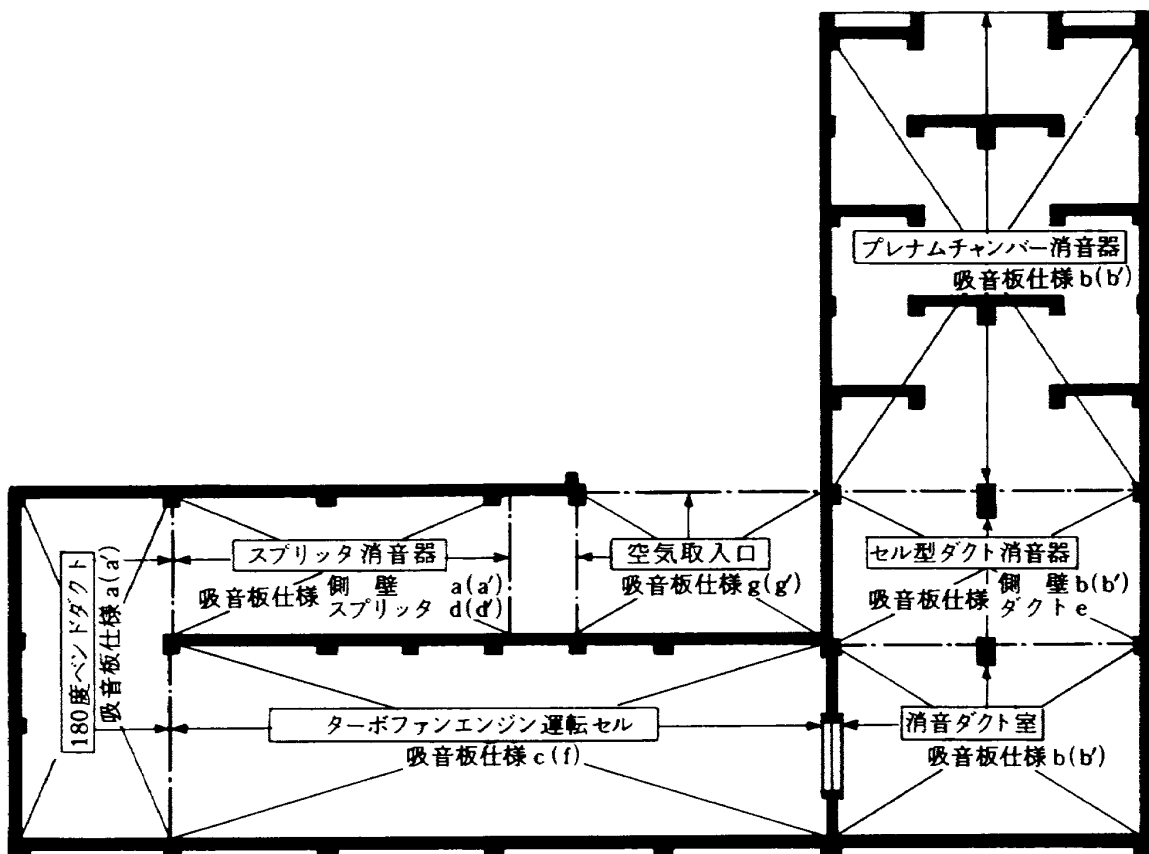 プレナムチャンバー消音器
吸音板仕様 b(b′)
スプリッタ消音器
吸音板仕様 側 壁 a(a′)
スプリッタ d(d′)
空気取入口
吸音板仕様 g(g′)
セル型ダクト消音器
吸音板仕様 側 壁 b(b′)
ダクト e
180度ベンドダクト
吸音板仕様 a(a′)
ターボファンエンジン運転セル
吸音板仕様 c(f)
消音ダクト室
吸音板仕様 b(b′)